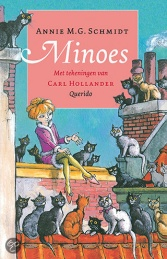 Annie M.G. Schmidt
Minoes
Met tekeningen van
Carl Hollander
Querido